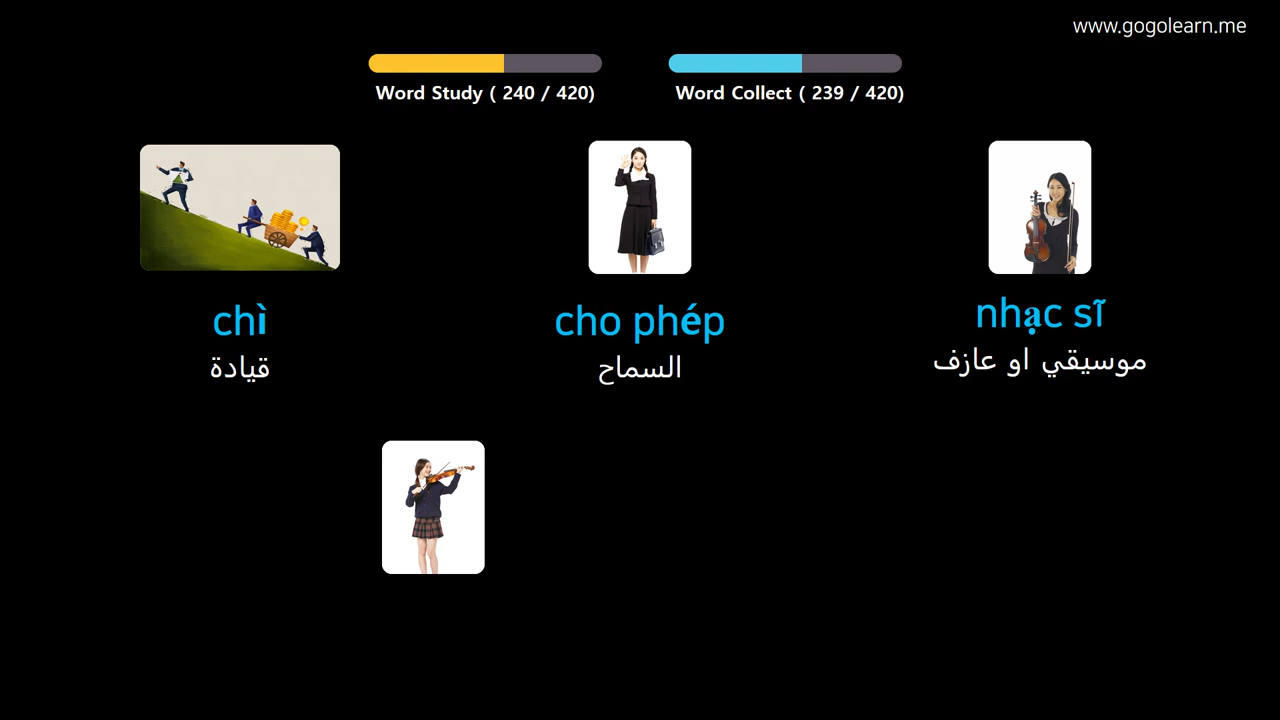 www.gogolearn.me
Word Study ( 240 / 420)
Word Collect ( 239 / 420)
chì
قيادة
cho phép
السماح
nhạc sĩ
موسيقي او عازف